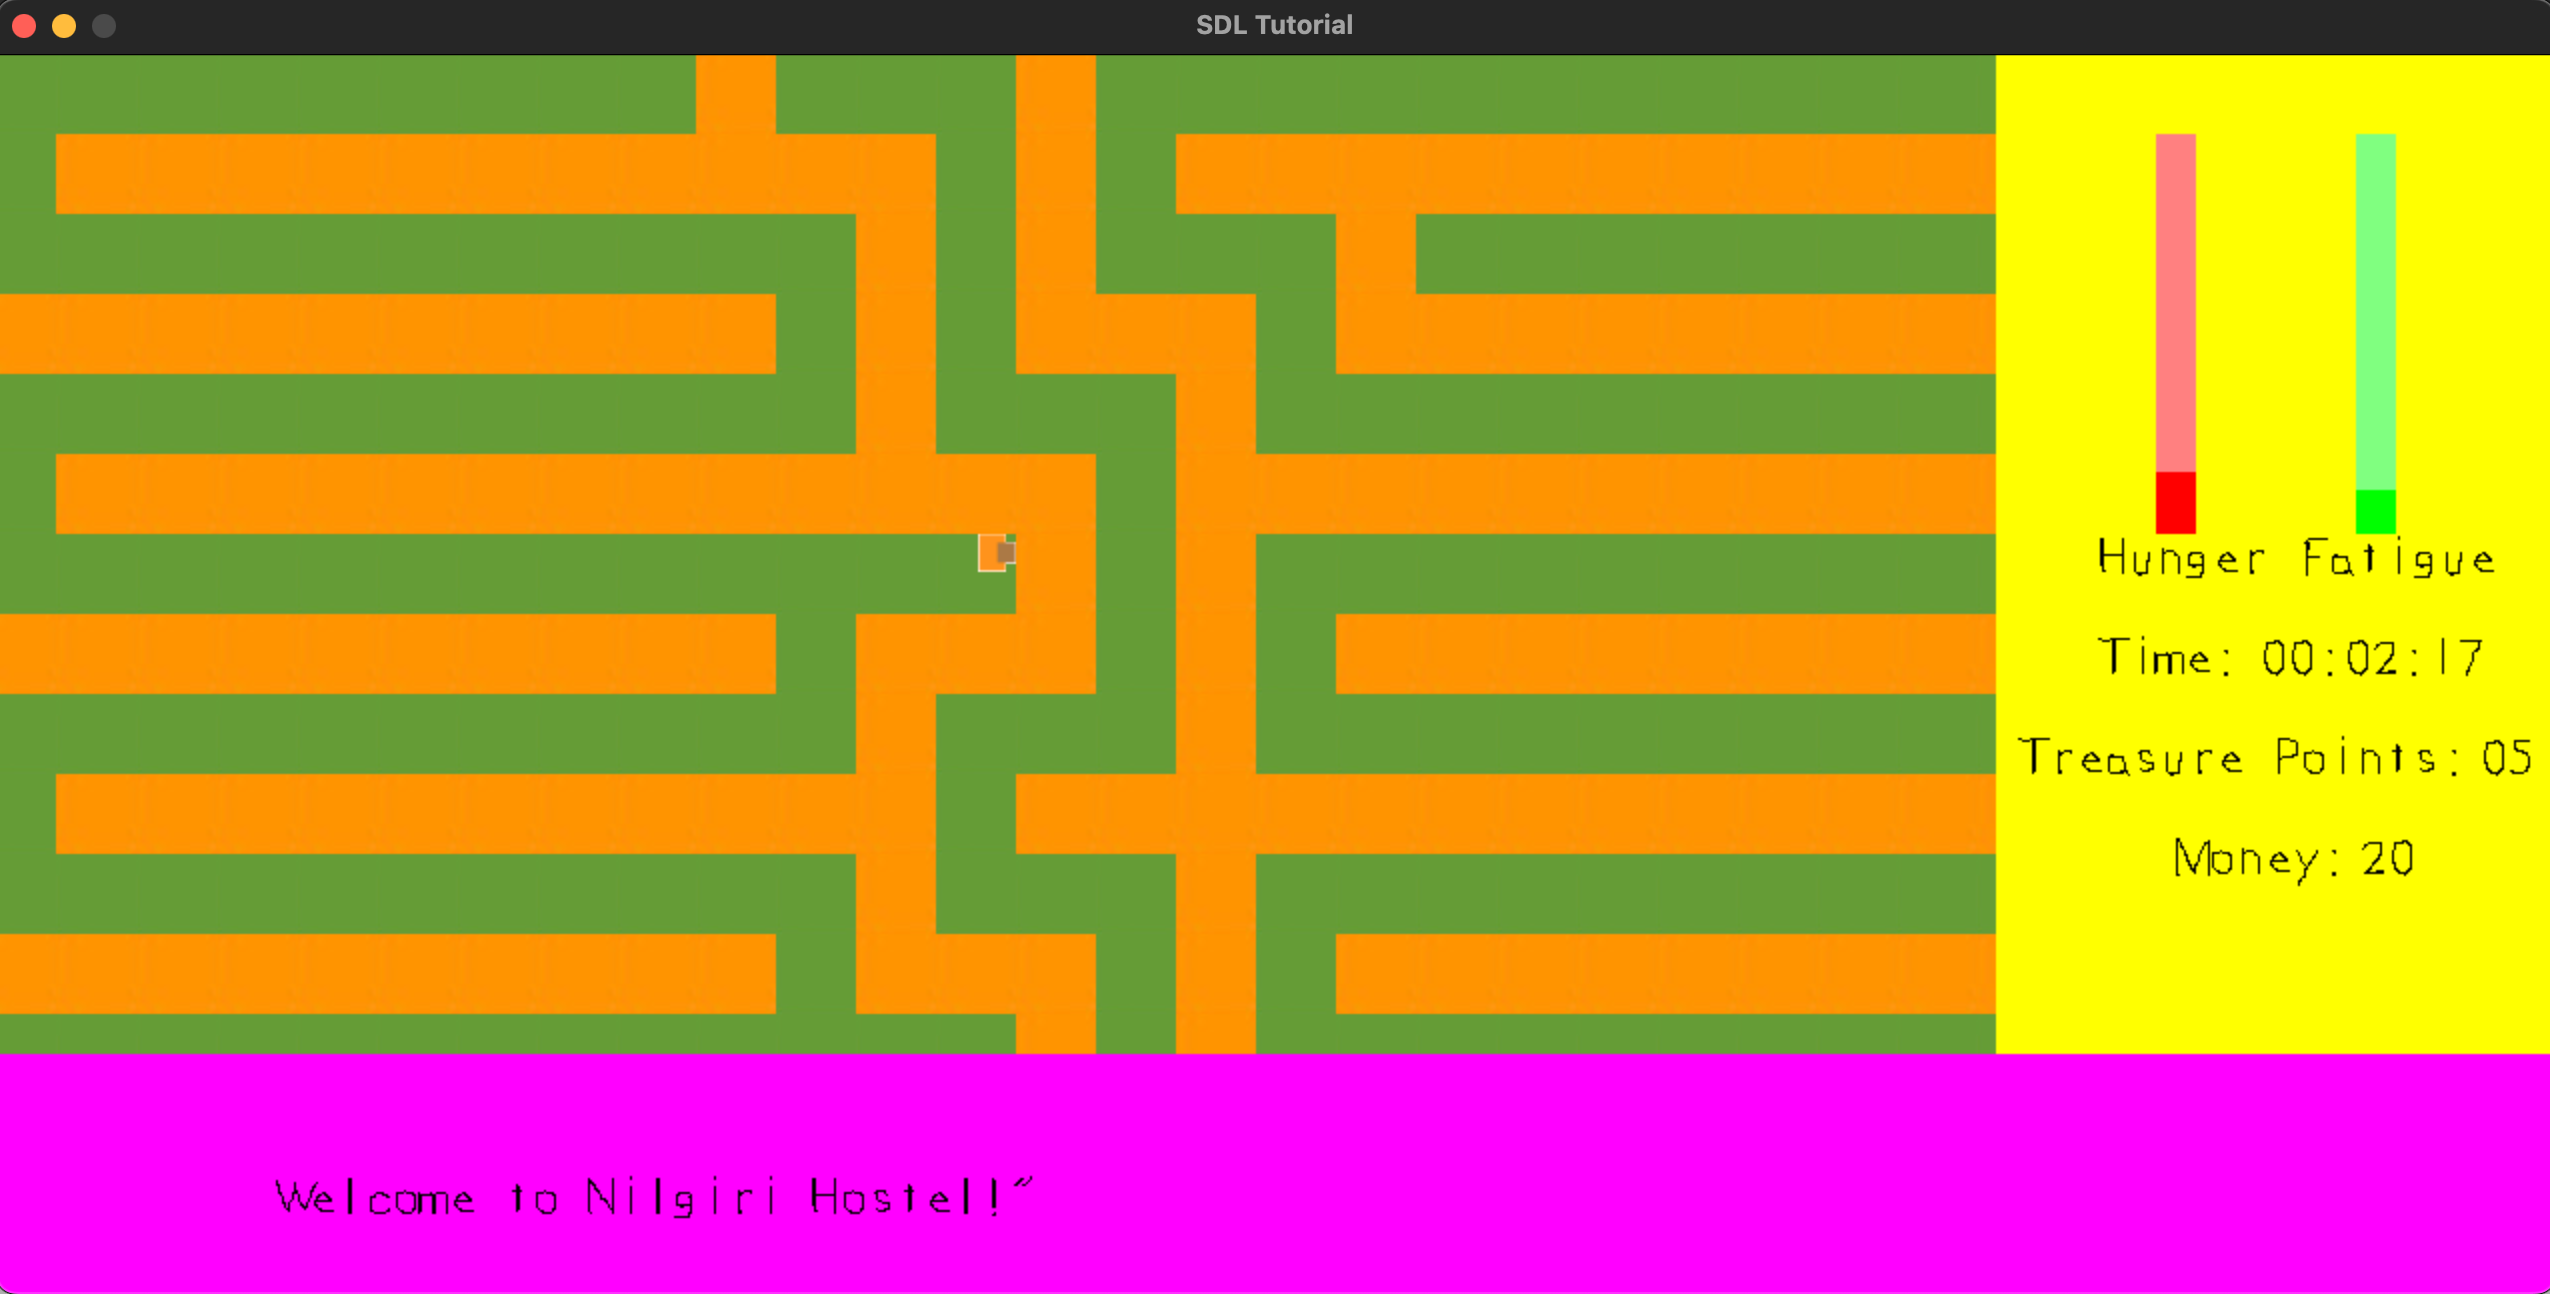 SDL Tutorial
Hunger Fatigue
Time: 00:02:17
Treasure Points: 05
Money: 20
Welcome to Nilgiri Hostel!"